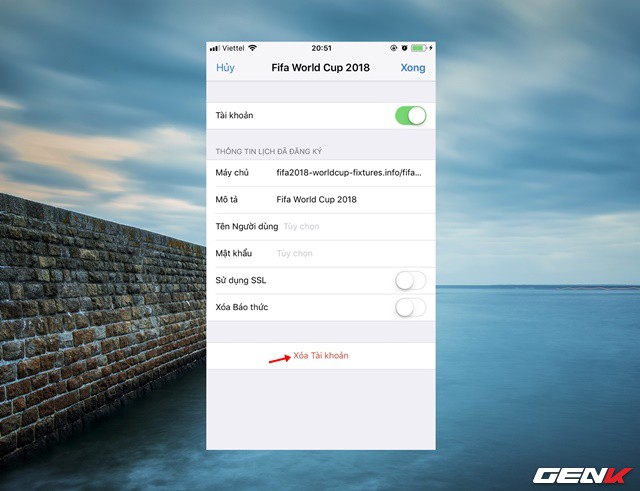 Viettel 20:51
Hủy Fifa World Cup 2018 Xong
Tài khoản
THÔNG TIN LỊCH ĐÃ ĐĂNG KÝ
Máy chủ fifa2018-worldcup-fixtures.info/fifa...
Mô tả Fifa World Cup 2018
Tên Người dùng Tùy chọn
Mật khẩu Tùy chọn
Sử dụng SSL
Xóa Báo thức
Xóa Tài khoản
GENK